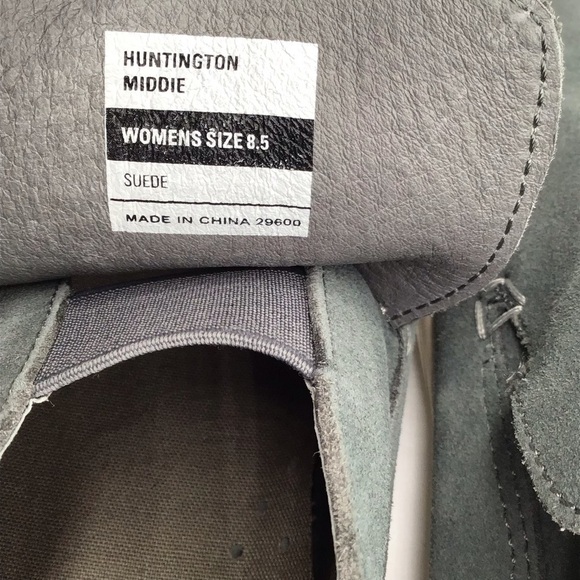 HUNTINGTON
MIDDIE
WOMENS SIZE 8.5
SUEDE
MADE IN CHINA 29600